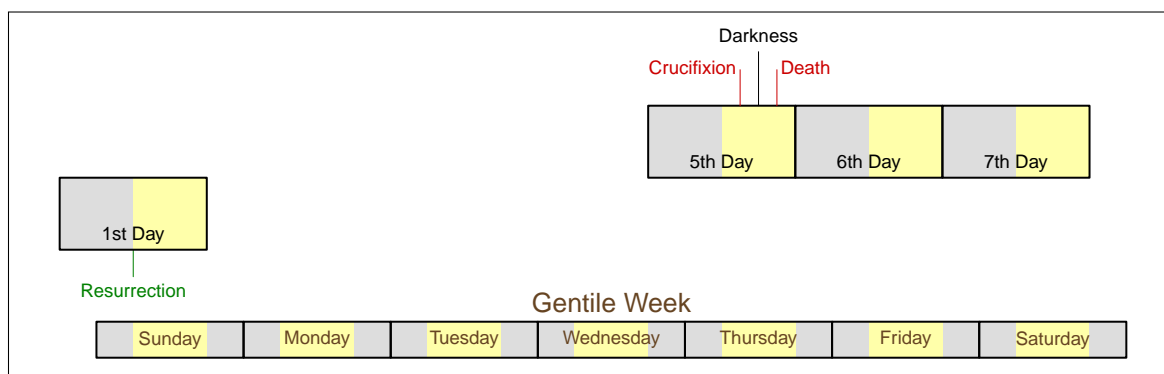 Darkness
Crucifixion Death
5th Day 6th Day 7th Day
1st Day
Resurrection
Gentile Week
Sunday Monday Tuesday Wednesday Thursday Friday Saturday